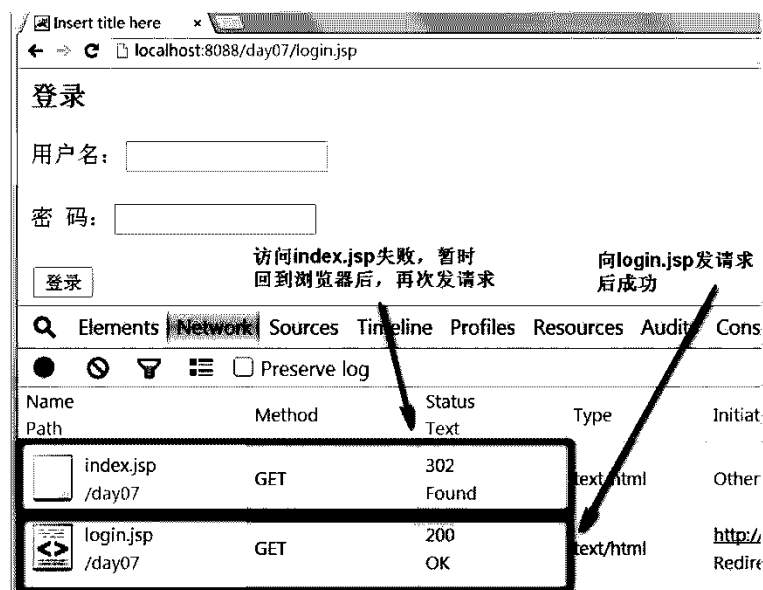 Insert title here ×
localhost:8088/day07/login.jsp
登录
用户名：
密 码：
登录
访问index.jsp失败，暂时
回到浏览器后，再次发请求
向login.jsp发请求
后成功
Elements Network Sources Timeline Profiles Resources Audits Cons
Preserve log
Name Method Status Type Initiat
Path Text
index.jsp GET 302 text/html Other
/day07 Found
login.jsp GET 200 text/html http://
/day07 OK Redire